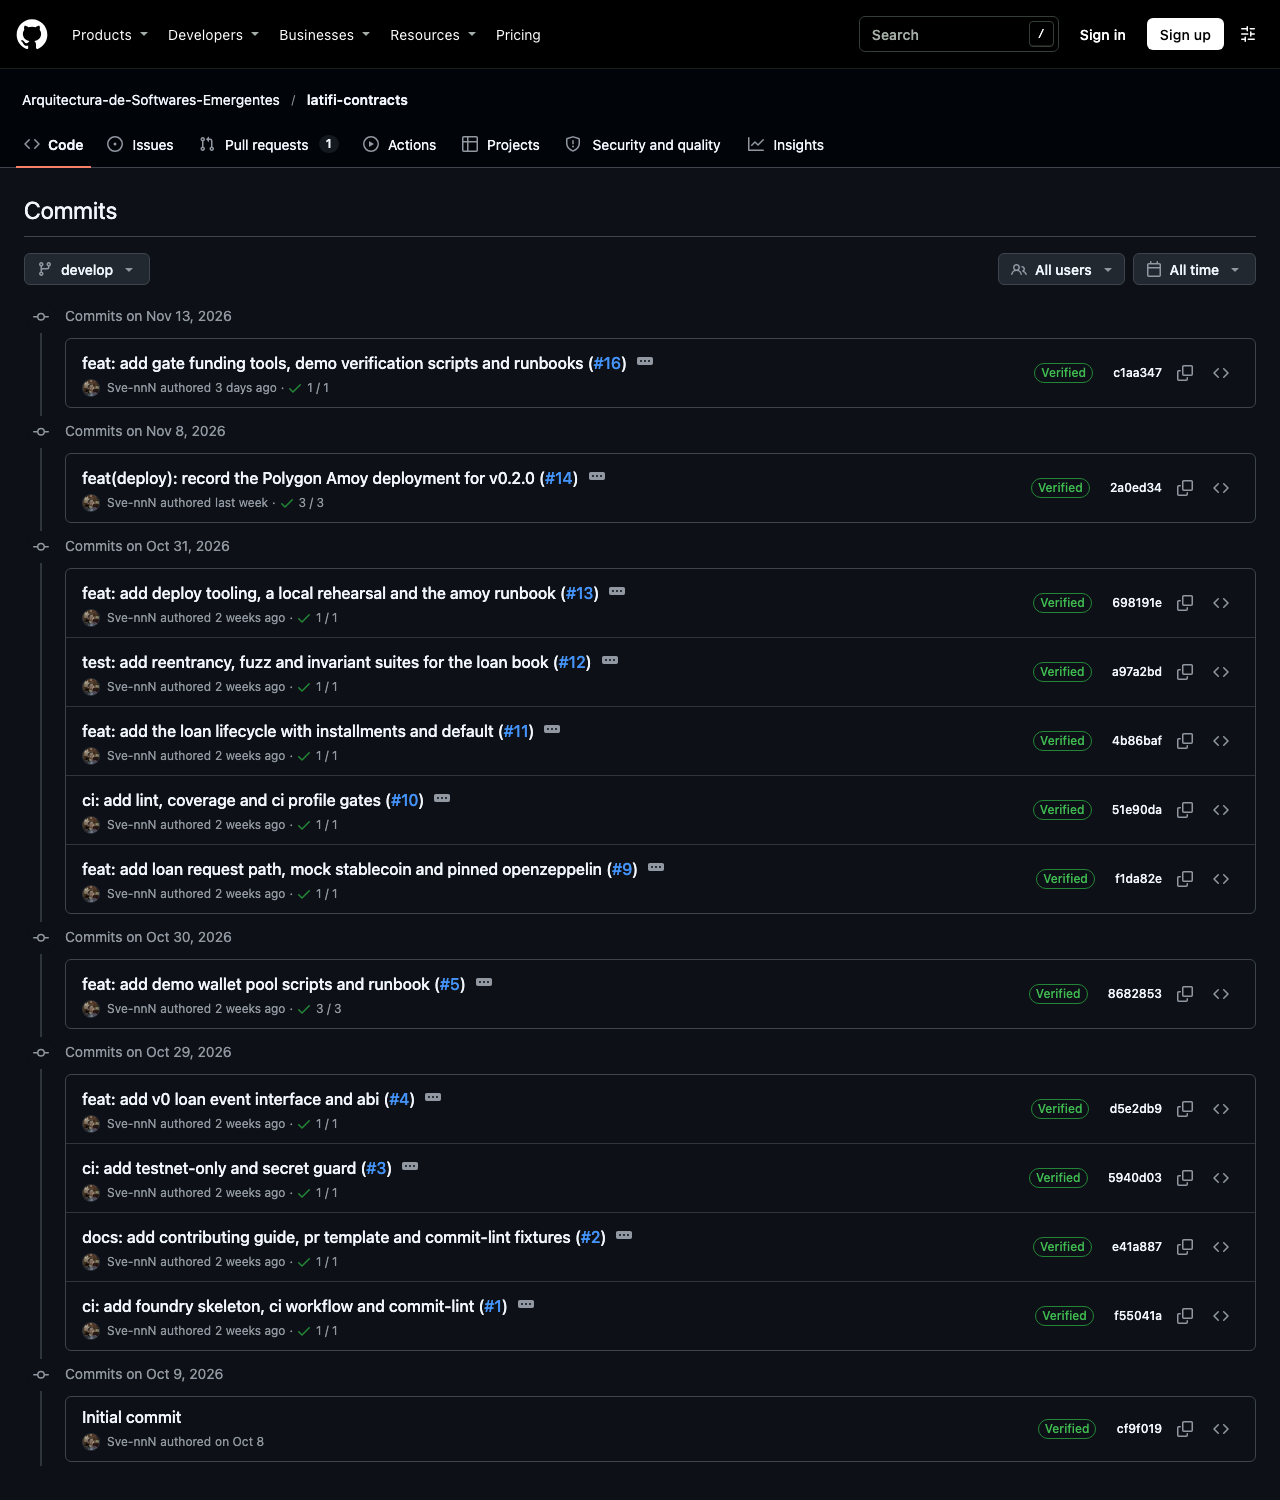 Products Developers Businesses Resources Pricing Search / Sign in Sign up
Arquitectura-de-Softwares-Emergentes / latifi-contracts
Code Issues Pull requests 1 Actions Projects Security and quality Insights
Commits
develop All users All time
Commits on Nov 13, 2026
feat: add gate funding tools, demo verification scripts and runbooks (#16)
Sve-nnN authored 3 days ago · 1 / 1
Verified c1aa347
Commits on Nov 8, 2026
feat(deploy): record the Polygon Amoy deployment for v0.2.0 (#14)
Sve-nnN authored last week · 3 / 3
Verified 2a0ed34
Commits on Oct 31, 2026
feat: add deploy tooling, a local rehearsal and the amoy runbook (#13)
Sve-nnN authored 2 weeks ago · 1 / 1
Verified 698191e
test: add reentrancy, fuzz and invariant suites for the loan book (#12)
Sve-nnN authored 2 weeks ago · 1 / 1
Verified a97a2bd
feat: add the loan lifecycle with installments and default (#11)
Sve-nnN authored 2 weeks ago · 1 / 1
Verified 4b86baf
ci: add lint, coverage and ci profile gates (#10)
Sve-nnN authored 2 weeks ago · 1 / 1
Verified 51e90da
feat: add loan request path, mock stablecoin and pinned openzeppelin (#9)
Sve-nnN authored 2 weeks ago · 1 / 1
Verified f1da82e
Commits on Oct 30, 2026
feat: add demo wallet pool scripts and runbook (#5)
Sve-nnN authored 2 weeks ago · 3 / 3
Verified 8682853
Commits on Oct 29, 2026
feat: add v0 loan event interface and abi (#4)
Sve-nnN authored 2 weeks ago · 1 / 1
Verified d5e2db9
ci: add testnet-only and secret guard (#3)
Sve-nnN authored 2 weeks ago · 1 / 1
Verified 5940d03
docs: add contributing guide, pr template and commit-lint fixtures (#2)
Sve-nnN authored 2 weeks ago · 1 / 1
Verified e41a887
ci: add foundry skeleton, ci workflow and commit-lint (#1)
Sve-nnN authored 2 weeks ago · 1 / 1
Verified f55041a
Commits on Oct 9, 2026
Initial commit
Sve-nnN authored on Oct 8
Verified cf9f019